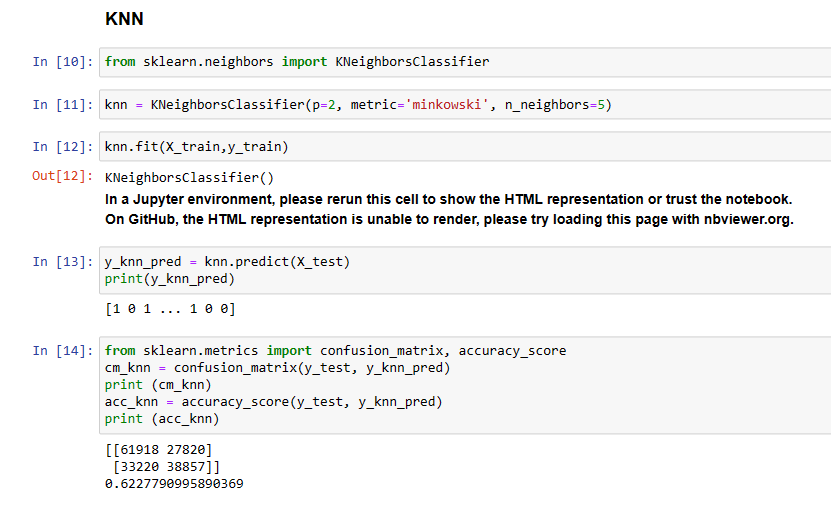 KNN
In [10]: from sklearn.neighbors import KNeighborsClassifier
In [11]: knn = KNeighborsClassifier(p=2, metric='minkowski', n_neighbors=5)
In [12]: knn.fit(X_train,y_train)
Out[12]: KNeighborsClassifier()
In a Jupyter environment, please rerun this cell to show the HTML representation or trust the notebook.
On GitHub, the HTML representation is unable to render, please try loading this page with nbviewer.org.
In [13]: y_knn_pred = knn.predict(X_test)
print(y_knn_pred)
[1 0 1 ... 1 0 0]
In [14]: from sklearn.metrics import confusion_matrix, accuracy_score
cm_knn = confusion_matrix(y_test, y_knn_pred)
print (cm_knn)
acc_knn = accuracy_score(y_test, y_knn_pred)
print (acc_knn)
[[61918 27820]
[33220 38857]]
0.6227790995890369